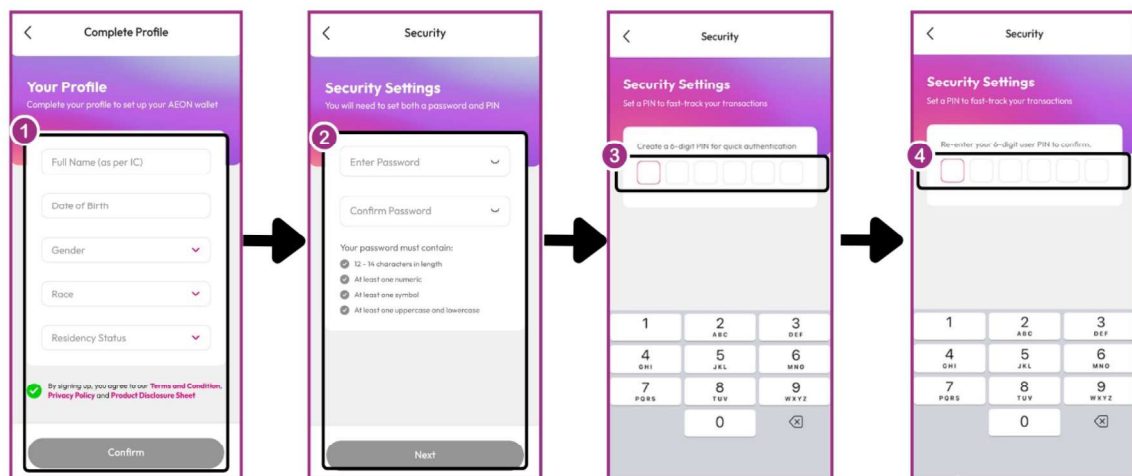 Complete Profile
Your Profile
Complete your profile to set up your AEON wallet
1
Full Name (as per IC)
Date of Birth
Gender
Race
Residency Status
By signing up, you agree to our Terms and Condition,
Privacy Policy and Product Disclosure Sheet
Confirm
Security
Security Settings
You will need to set both a password and PIN
2
Enter Password
Confirm Password
Your password must contain:
12 - 14 characters in length
At least one numeric
At least one symbol
At least one uppercase and lowercase
Next
Security
Security Settings
Set a PIN to fast-track your transactions
3
Create a 6-digit PIN for quick authentication
1
2
ABC
3
DEF
4
GHI
5
JKL
6
MNO
7
PQRS
8
TUV
9
WXYZ
0
Security
Security Settings
Set a PIN to fast-track your transactions
4
Re-enter your 6-digit user PIN to confirm.
1
2
ABC
3
DEF
4
GHI
5
JKL
6
MNO
7
PQRS
8
TUV
9
WXYZ
0